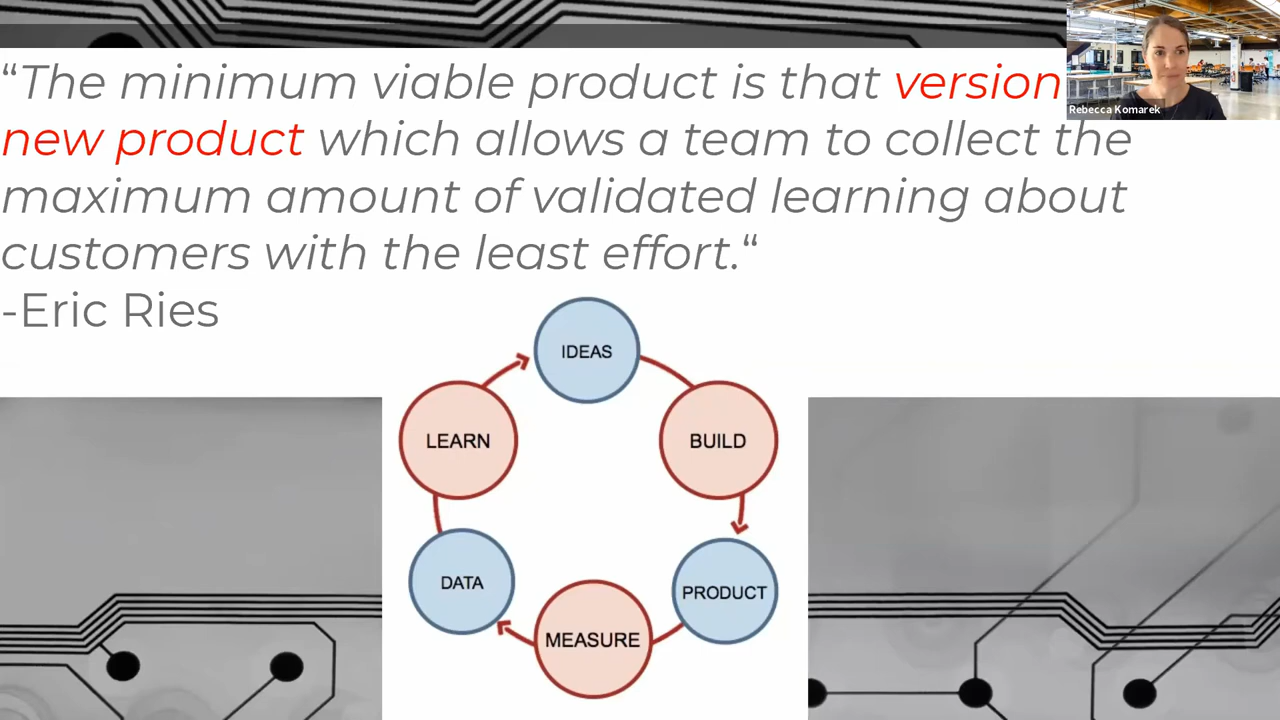 “The minimum viable product is that version
new product which allows a team to collect the
maximum amount of validated learning about
customers with the least effort.“
-Eric Ries
IDEAS
LEARN
BUILD
DATA
PRODUCT
MEASURE
Rebecca Komarek